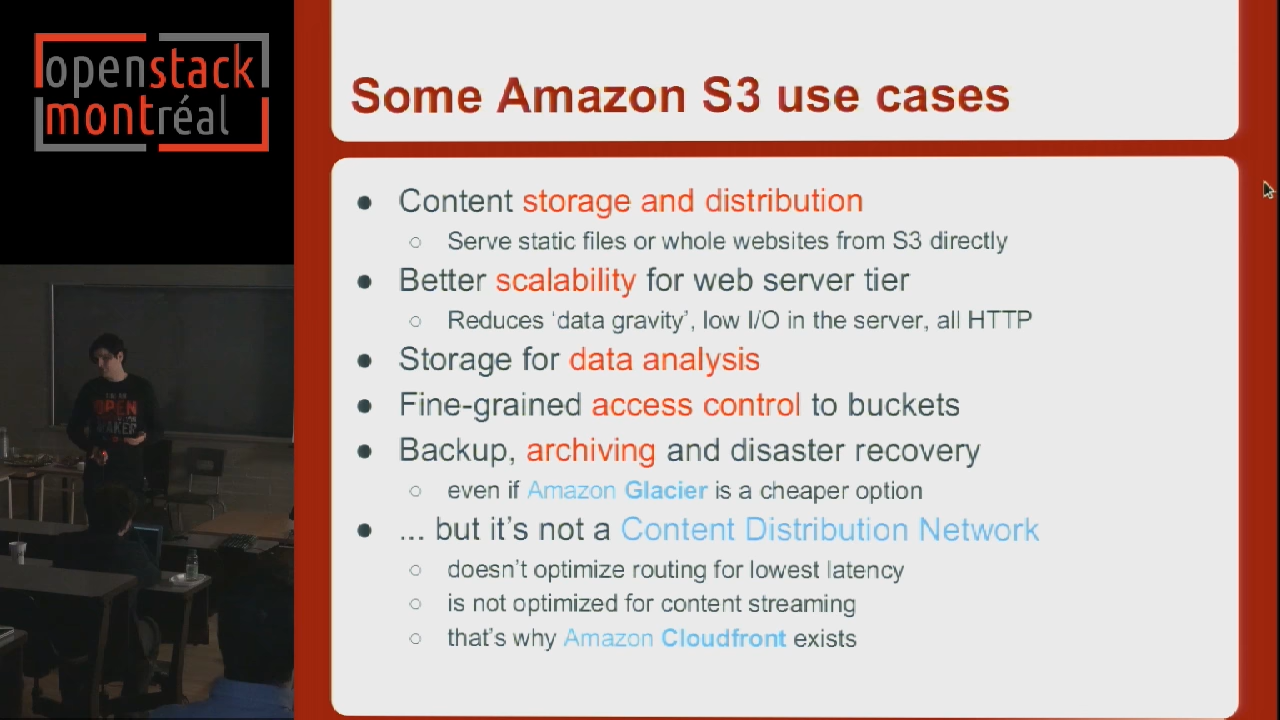 openstack
montréal
Some Amazon S3 use cases
● Content storage and distribution
○ Serve static files or whole websites from S3 directly
● Better scalability for web server tier
○ Reduces ‘data gravity’, low I/O in the server, all HTTP
● Storage for data analysis
● Fine-grained access control to buckets
● Backup, archiving and disaster recovery
○ even if Amazon Glacier is a cheaper option
● ... but it’s not a Content Distribution Network
○ doesn’t optimize routing for lowest latency
○ is not optimized for content streaming
○ that’s why Amazon Cloudfront exists
OPEN